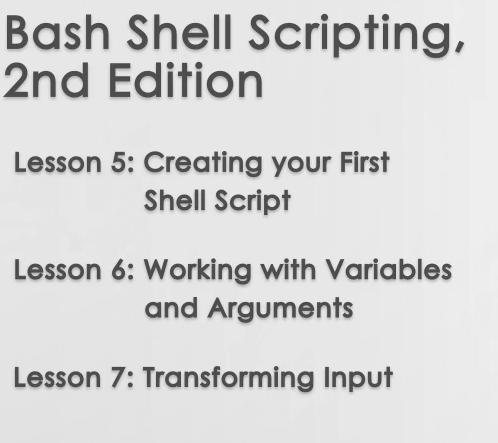 Bash Shell Scripting,
2nd Edition
Lesson 5: Creating your First
Shell Script
Lesson 6: Working with Variables
and Arguments
Lesson 7: Transforming Input